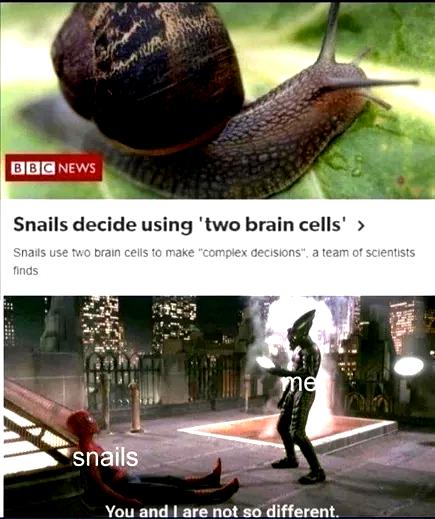 BBC NEWS
Snails decide using 'two brain cells' >
Snails use two brain cells to make "complex decisions", a team of scientists
finds
me
snails
You and I are not so different.